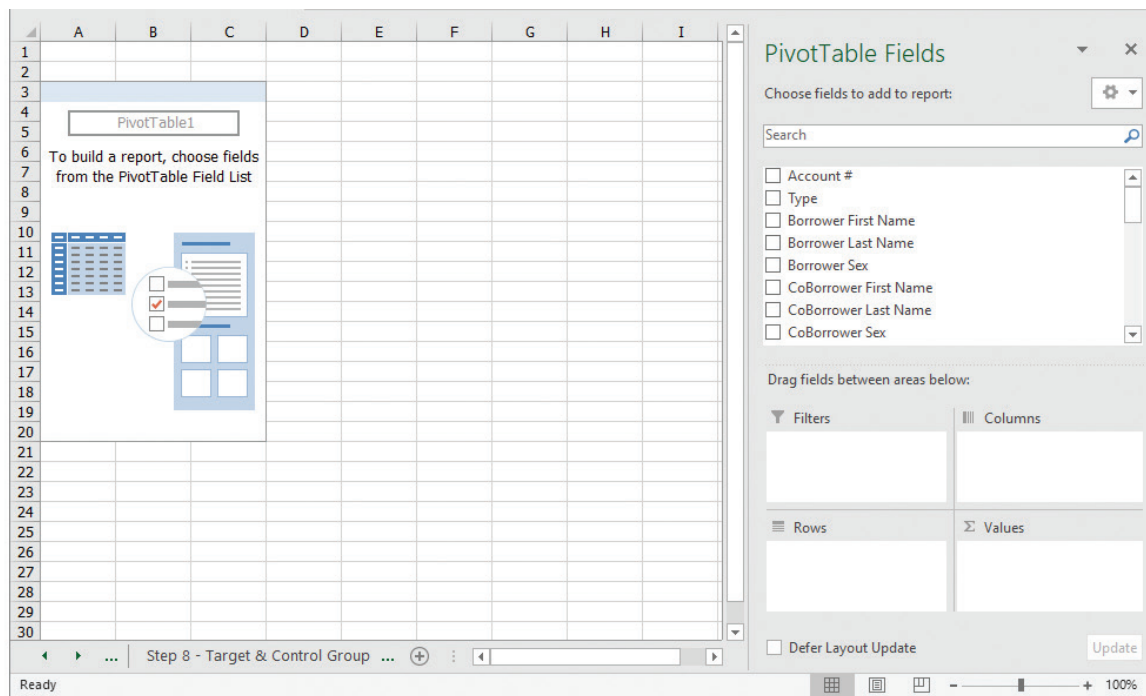 A B C D E F G H I
1
2
3
4
5
6
7
8
9
10
11
12
13
14
15
16
17
18
19
20
21
22
23
24
25
26
27
28
29
30
PivotTable1
To build a report, choose fields
from the PivotTable Field List
... Step 8 - Target & Control Group ...
Ready
PivotTable Fields
Choose fields to add to report:
Search
Account #
Type
Borrower First Name
Borrower Last Name
Borrower Sex
CoBorrower First Name
CoBorrower Last Name
CoBorrower Sex
Drag fields between areas below:
Filters
Columns
Rows
Σ Values
Defer Layout Update
Update
- + 100%